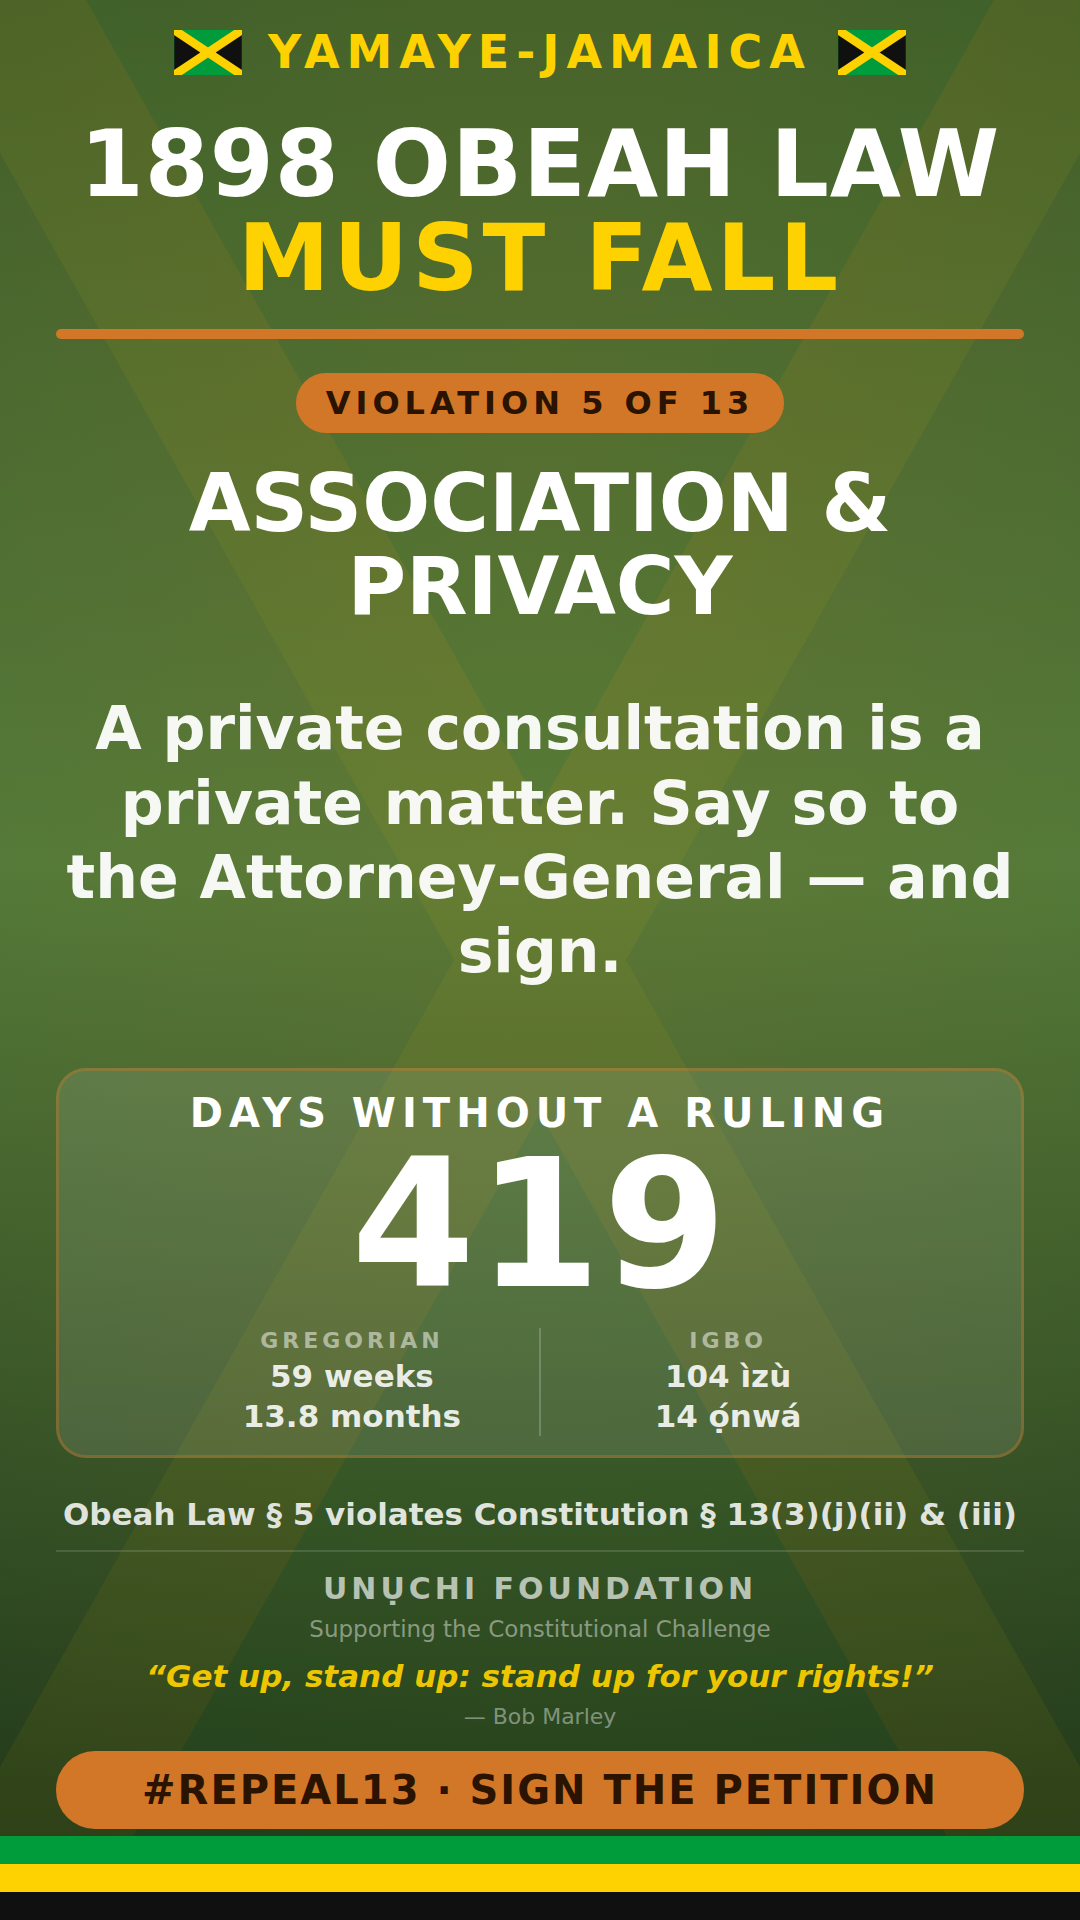 YAMAYE-JAMAICA
1898 OBEAH LAW
MUST FALL
VIOLATION 5 OF 13
ASSOCIATION &
PRIVACY
A private consultation is a
private matter. Say so to
the Attorney-General — and
sign.
DAYS WITHOUT A RULING
419
GREGORIAN
59 weeks
13.8 months
IGBO
104 ìzù
14 ọ́nwá
Obeah Law § 5 violates Constitution § 13(3)(j)(ii) & (iii)
UNỤCHI FOUNDATION
Supporting the Constitutional Challenge
“Get up, stand up: stand up for your rights!”
— Bob Marley
#REPEAL13 · SIGN THE PETITION